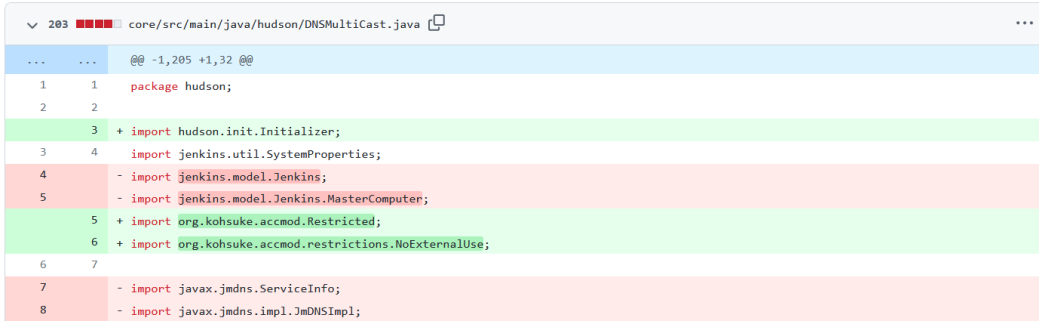 203 core/src/main/java/hudson/DNSMultiCast.java ...
... ... @@ -1,205 +1,32 @@
1 1 package hudson;
2 2
3 + import hudson.init.Initializer;
3 4 import jenkins.util.SystemProperties;
4 - import jenkins.model.Jenkins;
5 - import jenkins.model.Jenkins.MasterComputer;
5 + import org.kohsuke.accmod.Restricted;
6 + import org.kohsuke.accmod.restrictions.NoExternalUse;
6 7
7 - import javax.jmdns.ServiceInfo;
8 - import javax.jmdns.impl.JmDNSImpl;